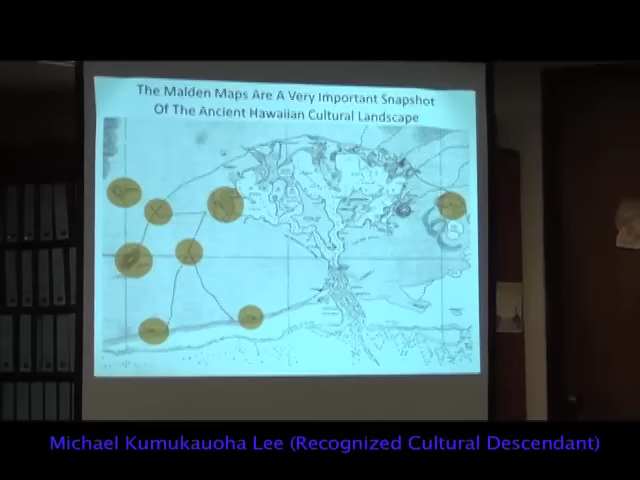 The Malden Maps Are A Very Important Snapshot
Of The Ancient Hawaiian Cultural Landscape
Michael Kumukauoha Lee (Recognized Cultural Descendant)